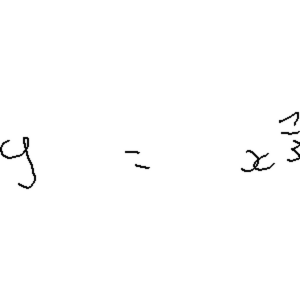 y = x^{1/3}